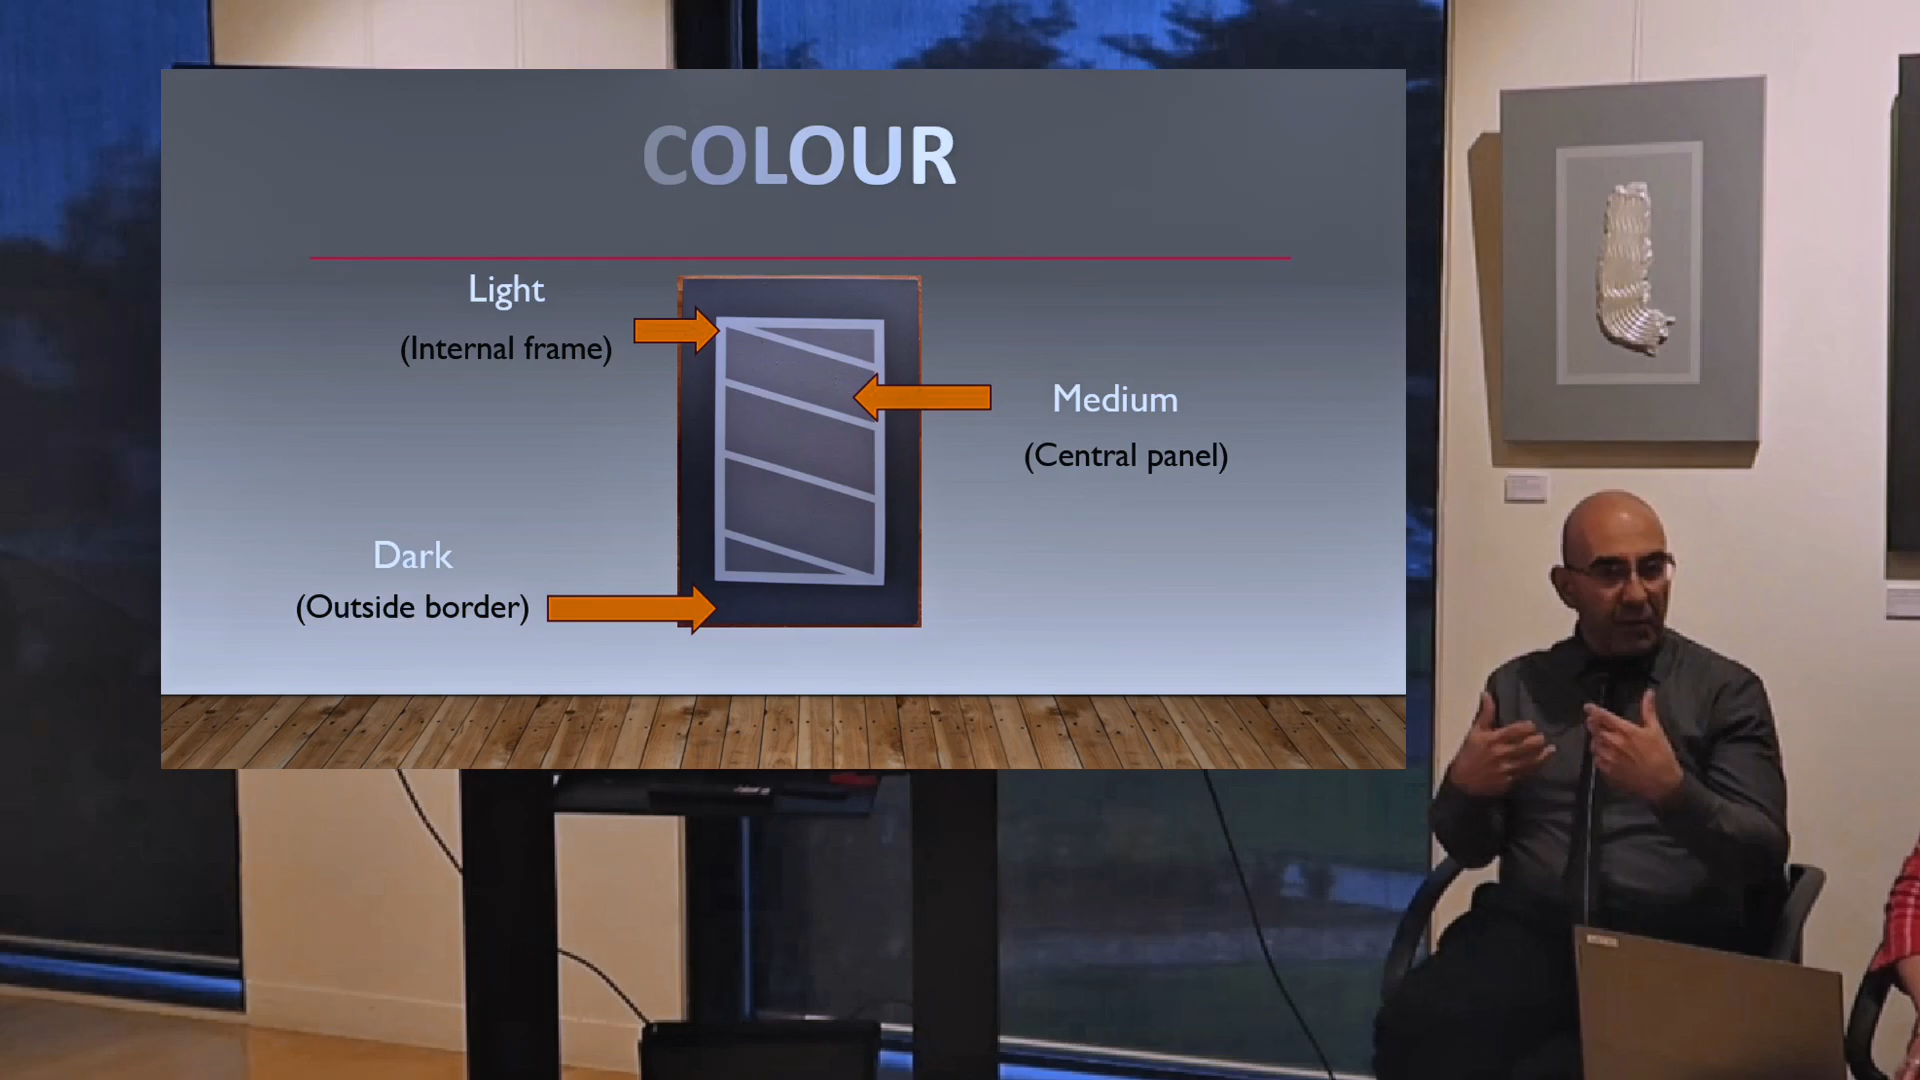 COLOUR
Light
(Internal frame)
Medium
(Central panel)
Dark
(Outside border)